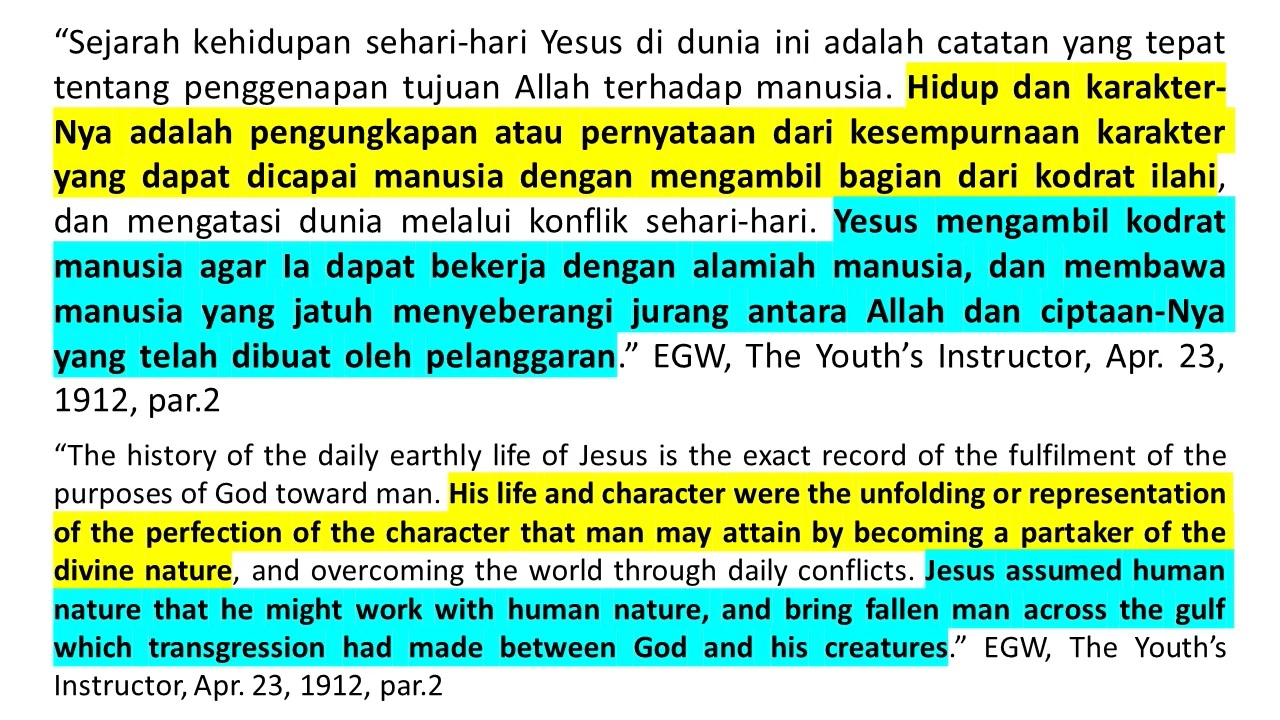 “Sejarah kehidupan sehari-hari Yesus di dunia ini adalah catatan yang tepat
tentang penggenapan tujuan Allah terhadap manusia. Hidup dan karakter-
Nya adalah pengungkapan atau pernyataan dari kesempurnaan karakter
yang dapat dicapai manusia dengan mengambil bagian dari kodrat ilahi,
dan mengatasi dunia melalui konflik sehari-hari. Yesus mengambil kodrat
manusia agar Ia dapat bekerja dengan alamiah manusia, dan membawa
manusia yang jatuh menyeberangi jurang antara Allah dan ciptaan-Nya
yang telah dibuat oleh pelanggaran.” EGW, The Youth’s Instructor, Apr. 23,
1912, par.2
“The history of the daily earthly life of Jesus is the exact record of the fulfilment of the
purposes of God toward man. His life and character were the unfolding or representation
of the perfection of the character that man may attain by becoming a partaker of the
divine nature, and overcoming the world through daily conflicts. Jesus assumed human
nature that he might work with human nature, and bring fallen man across the gulf
which transgression had made between God and his creatures.” EGW, The Youth’s
Instructor, Apr. 23, 1912, par.2